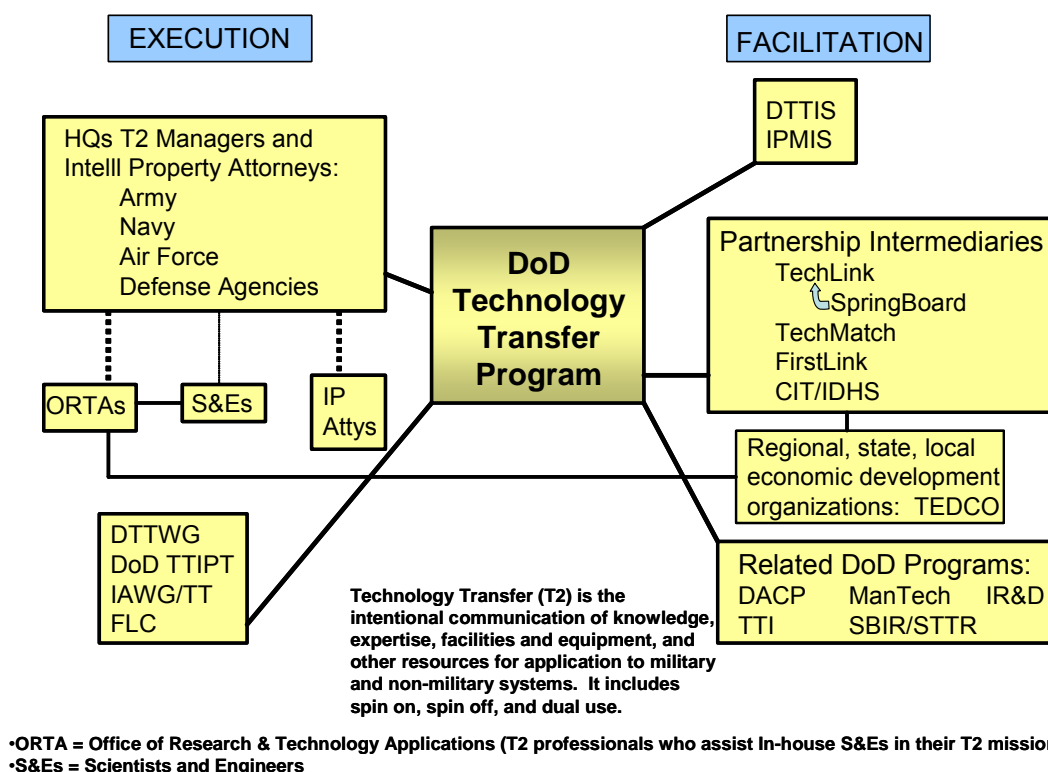 EXECUTION
FACILITATION
HQs T2 Managers and
Intelll Property Attorneys:
Army
Navy
Air Force
Defense Agencies
ORTAs
S&Es
IP
Attys
DTTWG
DoD TTIPT
IAWG/TT
FLC
DoD
Technology
Transfer
Program
DTTIS
IPMIS
Partnership Intermediaries
TechLink
SpringBoard
TechMatch
FirstLink
CIT/IDHS
Regional, state, local
economic development
organizations: TEDCO
Related DoD Programs:
DACP ManTech IR&D
TTI SBIR/STTR
Technology Transfer (T2) is the
intentional communication of knowledge,
expertise, facilities and equipment, and
other resources for application to military
and non-military systems. It includes
spin on, spin off, and dual use.
•ORTA = Office of Research & Technology Applications (T2 professionals who assist In-house S&Es in their T2 mission
•S&Es = Scientists and Engineers